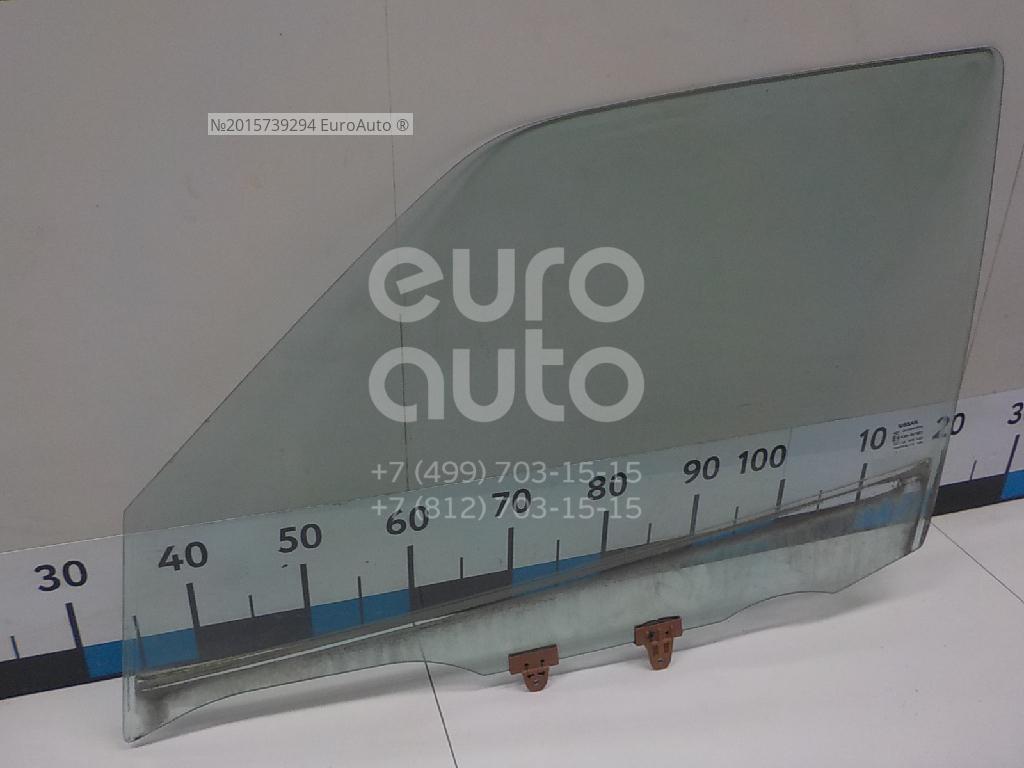 №2015739294 EuroAuto ®
euro
auto
+7 (499) 703-15-15
+7 (812) 703-15-15
30 40 50 60 70 80 90 100 10 20
NISSAN